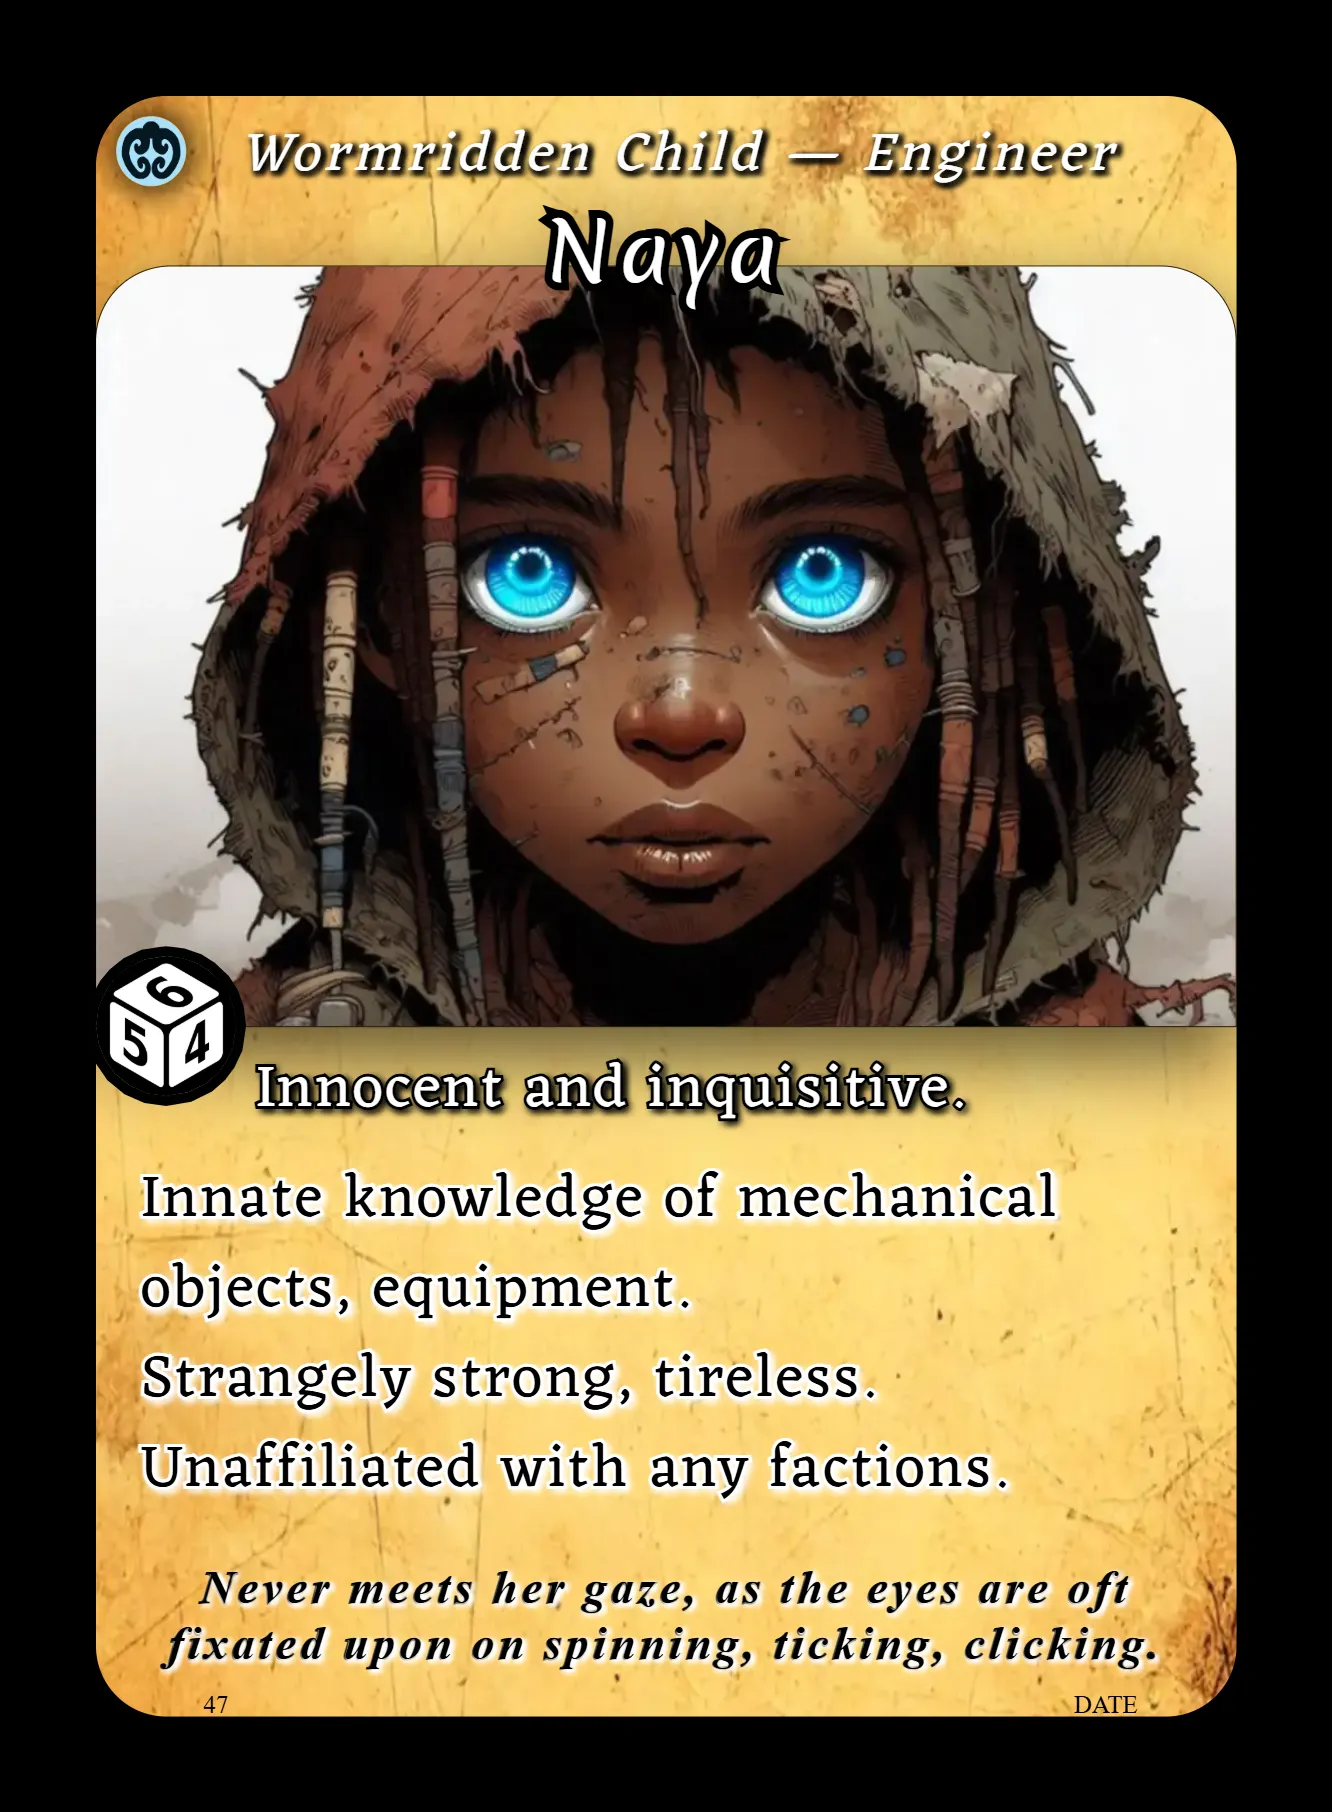 Wormridden Child — Engineer
Naya
6
5 4
Innocent and inquisitive.
Innate knowledge of mechanical
objects, equipment.
Strangely strong, tireless.
Unaffiliated with any factions.
Never meets her gaze, as the eyes are oft
fixated upon on spinning, ticking, clicking.
47 DATE